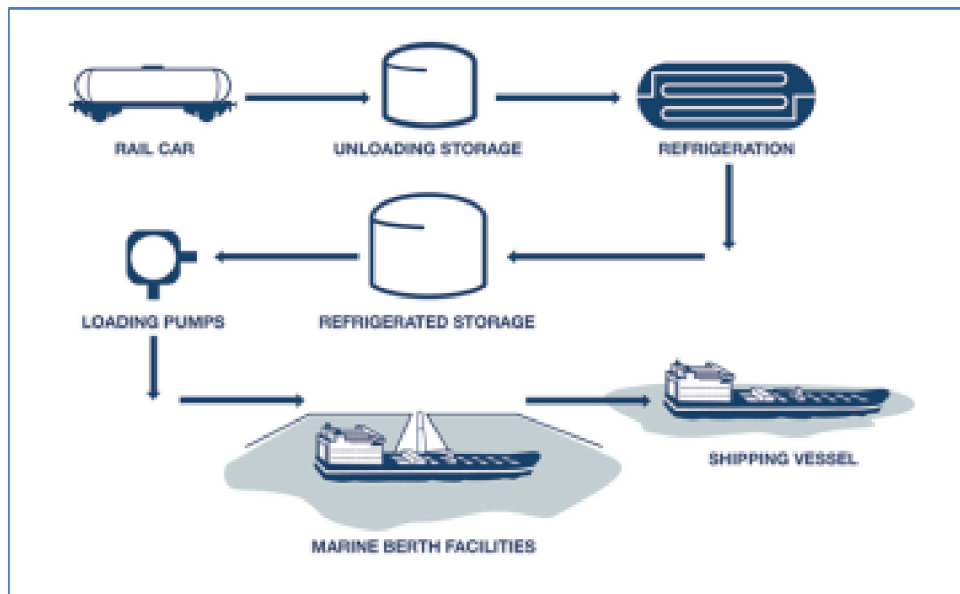 RAIL CAR
UNLOADING STORAGE
REFRIGERATION
LOADING PUMPS
REFRIGERATED STORAGE
SHIPPING VESSEL
MARINE BERTH FACILITIES